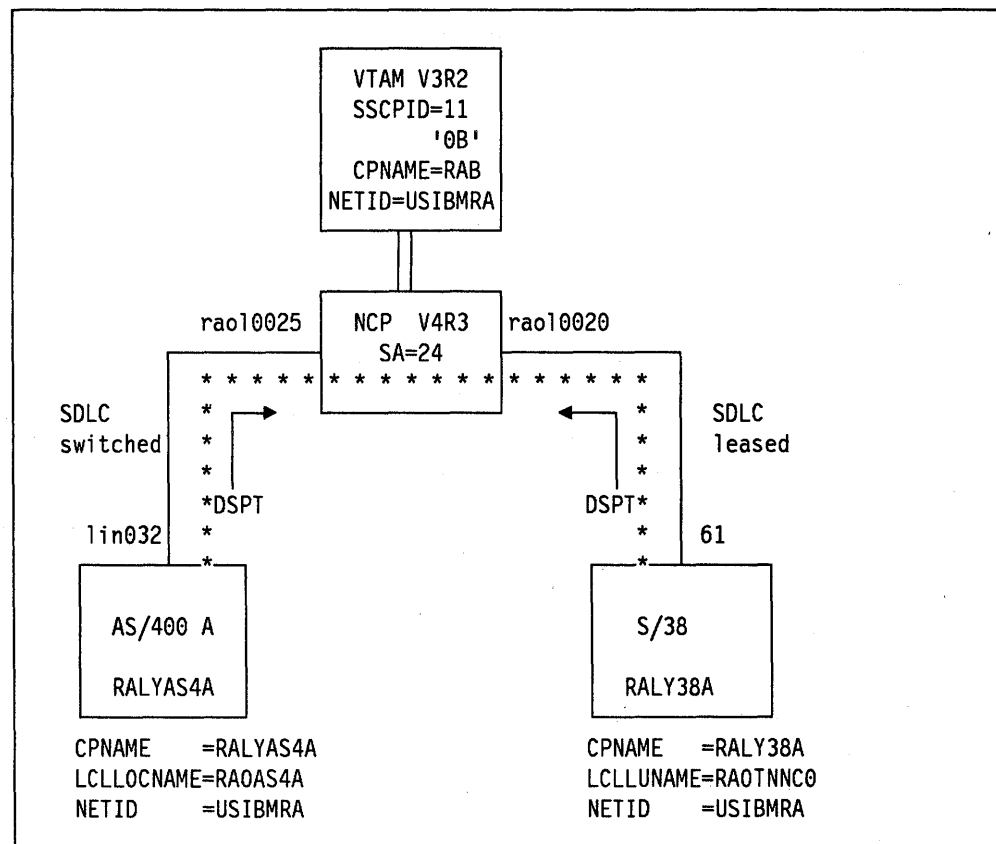 VTAM V3R2
SSCPID=11
'0B'
CPNAME=RAB
NETID=USIBMRA
raol0025
NCP V4R3
raol0020
SA=24
* * * * * * * * * * * * * * * * * *
SDLC
switched
*
*
*
*DSPT
*
*
lin032
SDLC
leased
*
*
*
DSPT*
*
*
61
AS/400 A
RALYAS4A
S/38
RALY38A
CPNAME =RALYAS4A
LCLLOCNAME=RAOAS4A
NETID =USIBMRA
CPNAME =RALY38A
LCLLUNAME=RAOTNNC0
NETID =USIBMRA